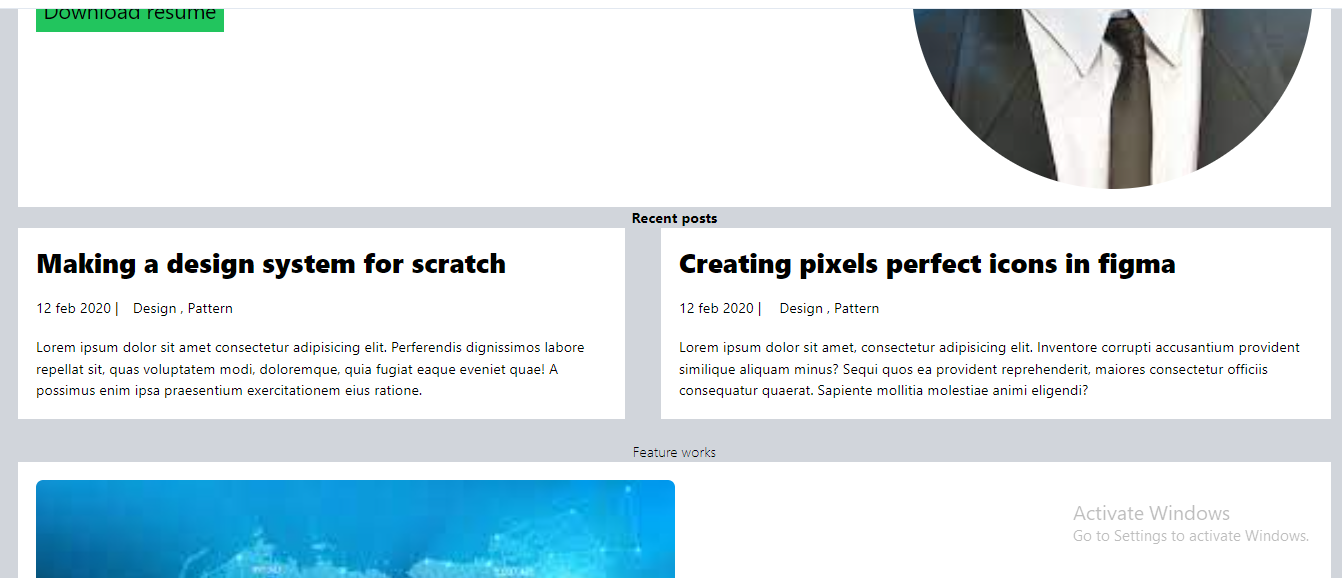 Download resume
Recent posts
Making a design system for scratch
12 feb 2020 | Design , Pattern
Lorem ipsum dolor sit amet consectetur adipisicing elit. Perferendis dignissimos labore
repellat sit, quas voluptatem modi, doloremque, quia fugiat eaque eveniet quae! A
possimus enim ipsa praesentium exercitationem eius ratione.
Creating pixels perfect icons in figma
12 feb 2020 | Design , Pattern
Lorem ipsum dolor sit amet, consectetur adipisicing elit. Inventore corrupti accusantium provident
similique aliquam minus? Sequi quos ea provident reprehenderit, maiores consectetur officiis
consequatur quaerat. Sapiente mollitia molestiae animi eligendi?
Feature works
Activate Windows
Go to Settings to activate Windows.